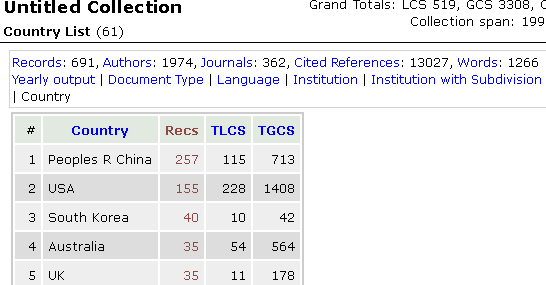 Untitled Collection
Grand Totals: LCS 519, GCS 3308,
Collection span: 199
Country List (61)
Records: 691, Authors: 1974, Journals: 362, Cited References: 13027, Words: 1266
Yearly output | Document Type | Language | Institution | Institution with Subdivision
| Country
# Country Recs TLCS TGCS
1 Peoples R China 257 115 713
2 USA 155 228 1408
3 South Korea 40 10 42
4 Australia 35 54 564
5 UK 35 11 178